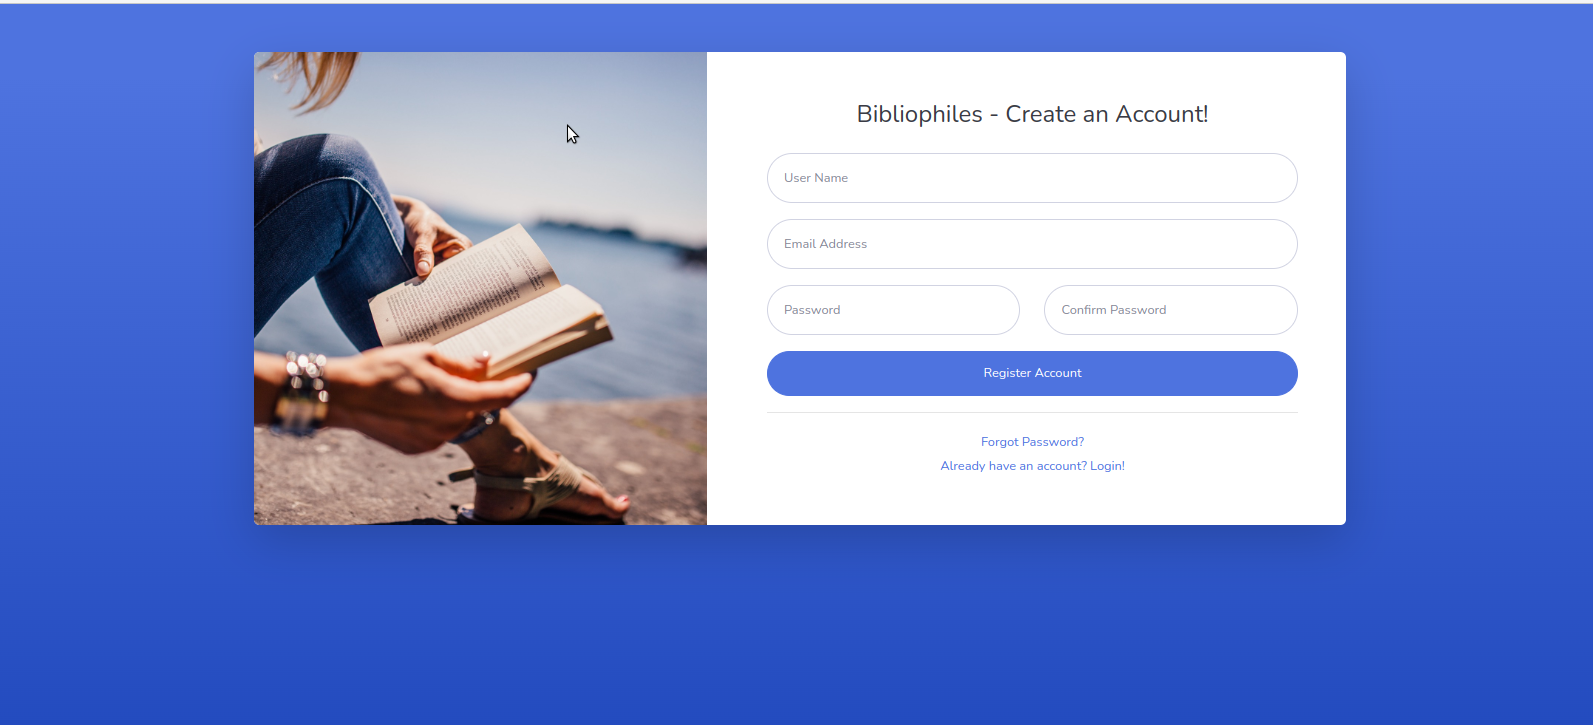 Bibliophiles - Create an Account!
User Name
Email Address
Password
Confirm Password
Register Account
Forgot Password?
Already have an account? Login!